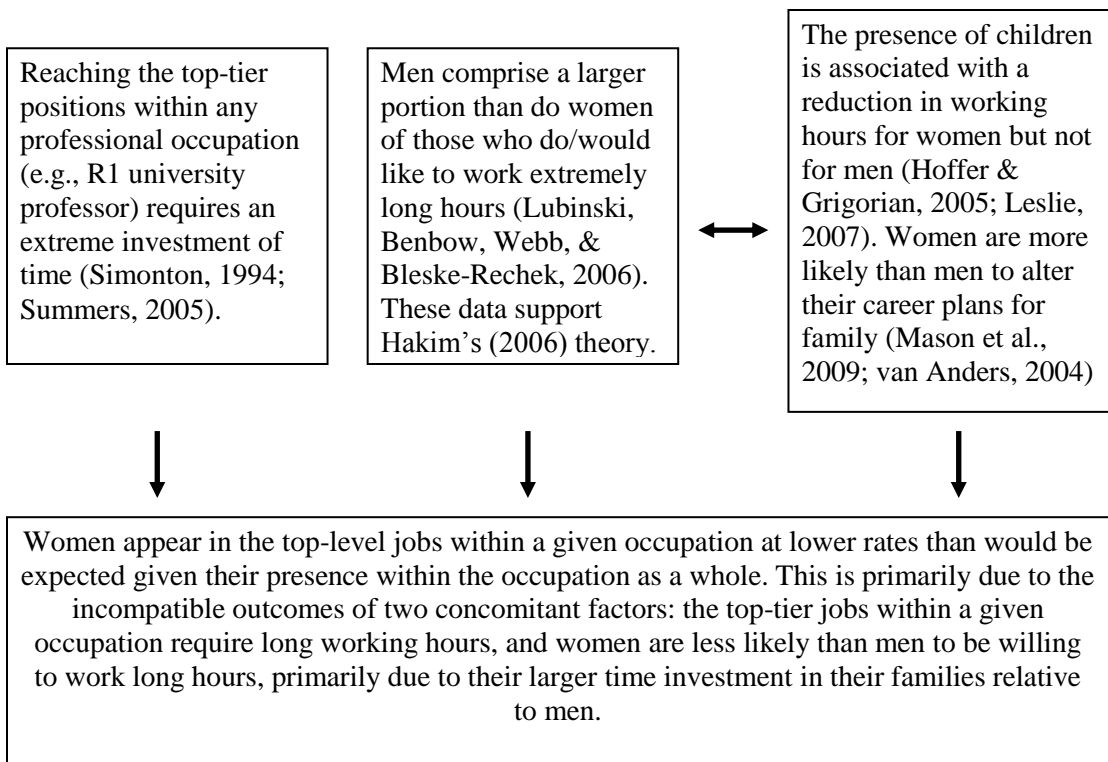 Reaching the top-tier
positions within any
professional occupation
(e.g., R1 university
professor) requires an
extreme investment of
time (Simonton, 1994;
Summers, 2005).
Men comprise a larger
portion than do women
of those who do/would
like to work extremely
long hours (Lubinski,
Benbow, Webb, &
Bleske-Rechek, 2006).
These data support
Hakim’s (2006) theory.
The presence of children
is associated with a
reduction in working
hours for women but not
for men (Hoffer &
Grigorian, 2005; Leslie,
2007). Women are more
likely than men to alter
their career plans for
family (Mason et al.,
2009; van Anders, 2004)
Women appear in the top-level jobs within a given occupation at lower rates than would be
expected given their presence within the occupation as a whole. This is primarily due to the
incompatible outcomes of two concomitant factors: the top-tier jobs within a given
occupation require long working hours, and women are less likely than men to be willing
to work long hours, primarily due to their larger time investment in their families relative
to men.